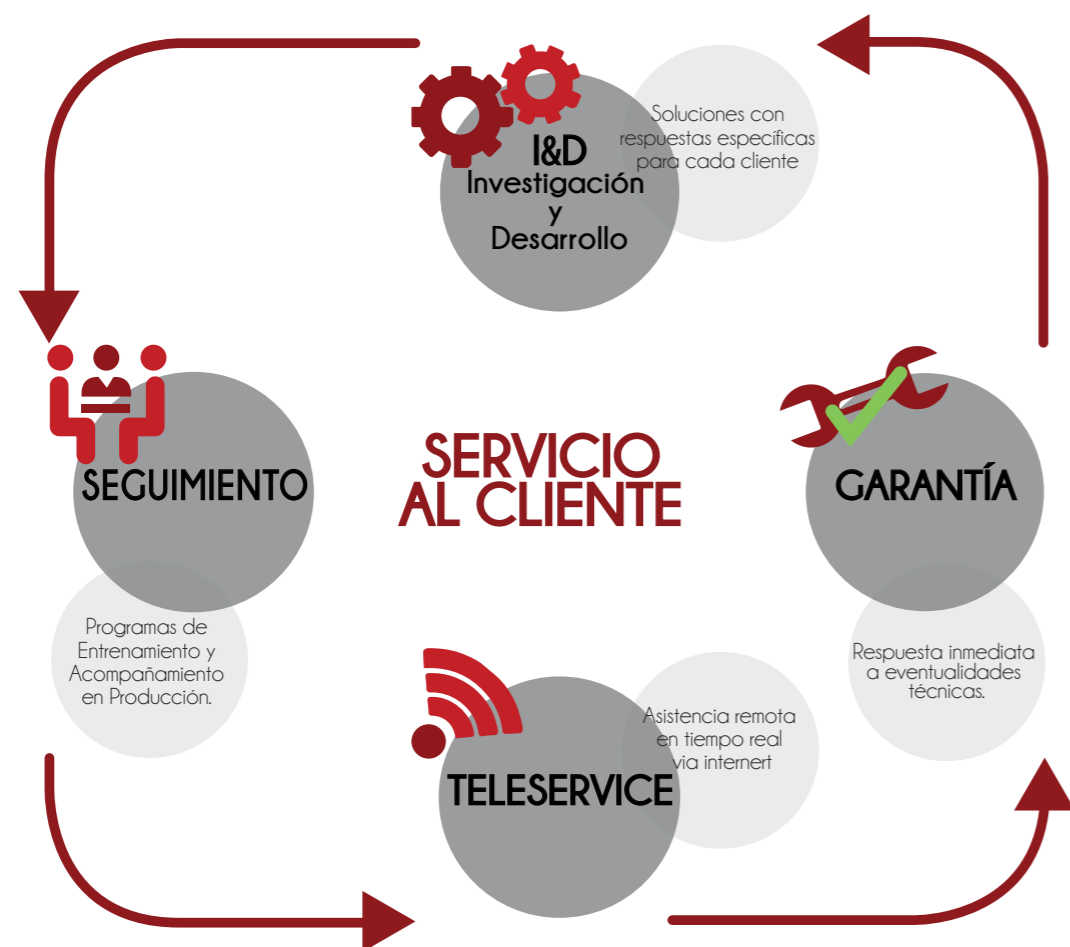 I&D
Investigación
y
Desarrollo
Soluciones con
respuestas específicas
para cada cliente
SEGUIMIENTO
Programas de
Entrenamiento y
Acompañamiento
en Producción.
SERVICIO
AL CLIENTE
GARANTÍA
Respuesta inmediata
a eventualidades
técnicas.
TELESERVICE
Asistencia remota
en tiempo real
via internert